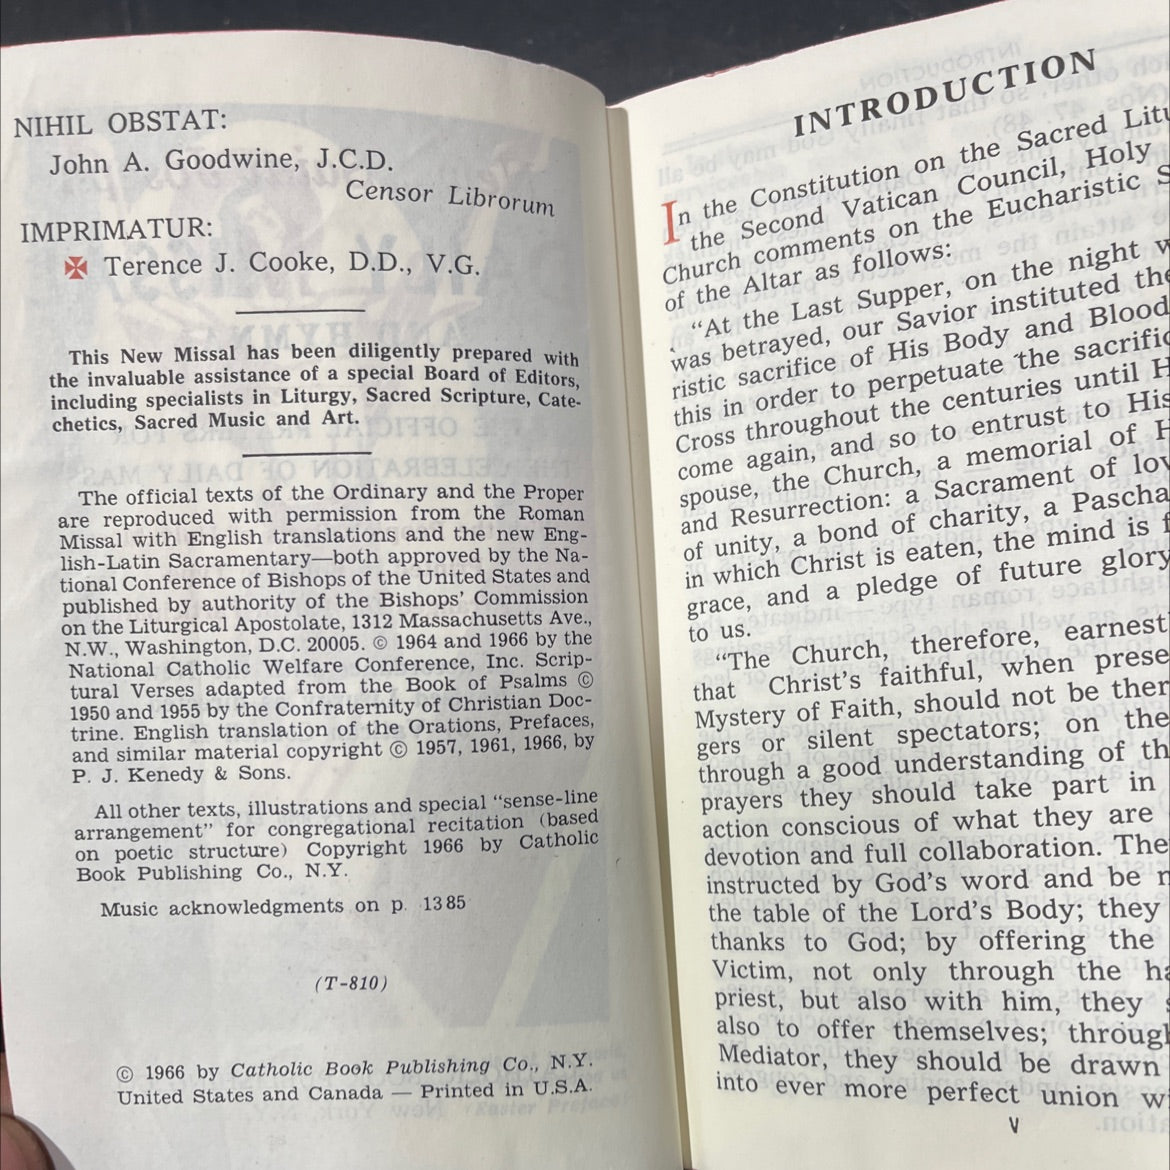 NIHIL OBSTAT:
John A. Goodwine, J.C.D.
Censor Librorum
IMPRIMATUR:
✠ Terence J. Cooke, D.D., V.G.
This New Missal has been diligently prepared with
the invaluable assistance of a special Board of Editors,
including specialists in Liturgy, Sacred Scripture, Cate-
chetics, Sacred Music and Art.
The official texts of the Ordinary and the Proper
are reproduced with permission from the Roman
Missal with English translations and the new Eng-
lish-Latin Sacramentary—both approved by the Na-
tional Conference of Bishops of the United States and
published by authority of the Bishops' Commission
on the Liturgical Apostolate, 1312 Massachusetts Ave.,
N.W., Washington, D.C. 20005. © 1964 and 1966 by the
National Catholic Welfare Conference, Inc. Scrip-
tural Verses adapted from the Book of Psalms ©
1950 and 1955 by the Confraternity of Christian Doc-
trine. English translation of the Orations, Prefaces,
and similar material copyright © 1957, 1961, 1966, by
P. J. Kenedy & Sons.
All other texts, illustrations and special "sense-line
arrangement" for congregational recitation (based
on poetic structure) Copyright 1966 by Catholic
Book Publishing Co., N.Y.
Music acknowledgments on p. 1385
(T-810)
© 1966 by Catholic Book Publishing Co., N.Y.
United States and Canada — Printed in U.S.A.
INTRODUCTION
In the Constitution on the Sacred Litu
the Second Vatican Council, Holy
Church comments on the Eucharistic S
of the Altar as follows:
"At the Last Supper, on the night w
was betrayed, our Savior instituted the
ristic sacrifice of His Body and Blood
this in order to perpetuate the sacrific
Cross throughout the centuries until H
come again, and so to entrust to His
spouse, the Church, a memorial of H
and Resurrection: a Sacrament of lov
of unity, a bond of charity, a Pascha
in which Christ is eaten, the mind is f
grace, and a pledge of future glory
to us.
"The Church, therefore, earnest
that Christ's faithful, when prese
Mystery of Faith, should not be ther
gers or silent spectators; on the
through a good understanding of th
prayers they should take part in
action conscious of what they are
devotion and full collaboration. The
instructed by God's word and be n
the table of the Lord's Body; they
thanks to God; by offering the
Victim, not only through the ha
priest, but also with him, they s
also to offer themselves; through
Mediator, they should be drawn
into ever more perfect union wi
V